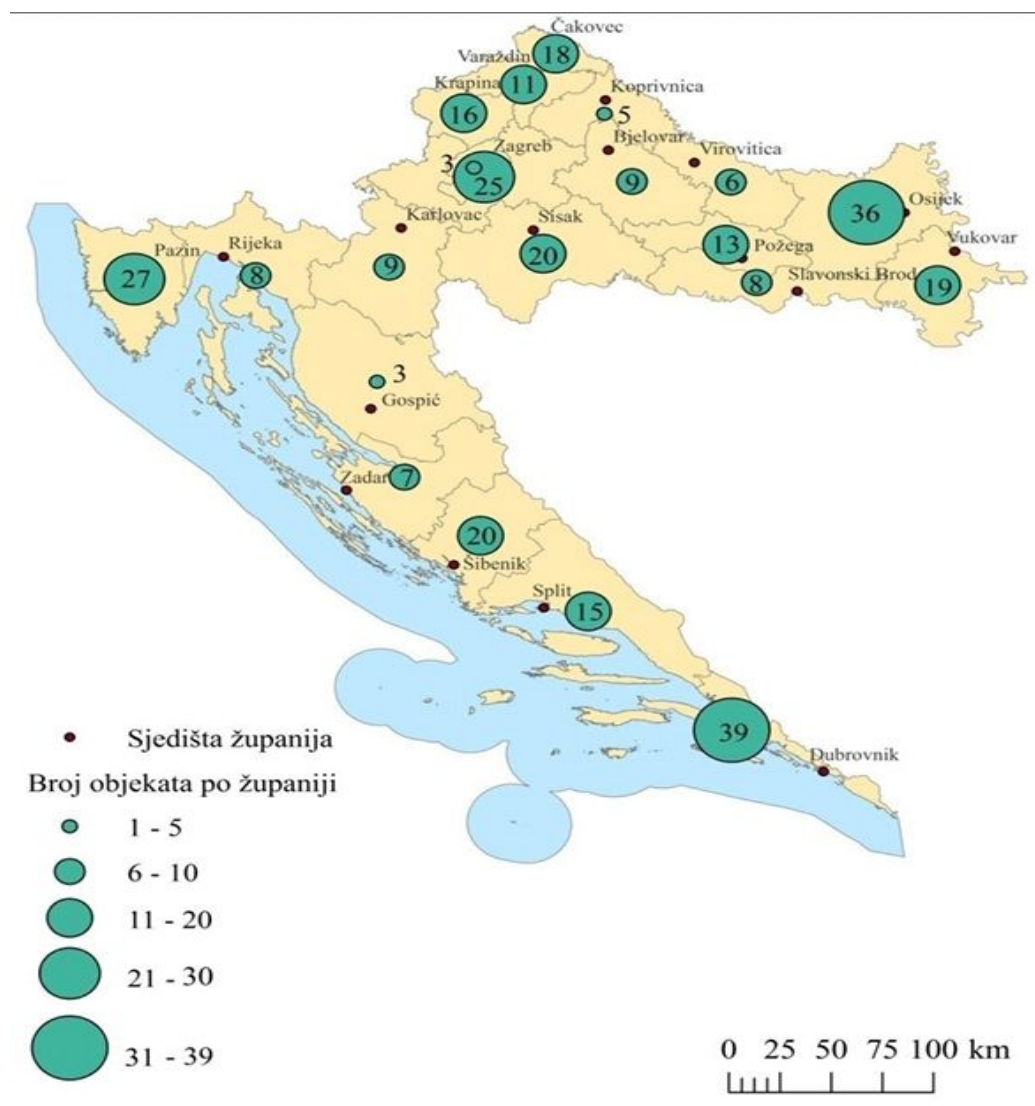 Čakovec
18
Varaždin
11
Krapina
16
Koprivnica
5
Bjelovar
9
Virovitica
6
Zagreb
3
25
Osijek
36
Karlovac
9
Sisak
20
13
Požega
Vukovar
19
Slavonski Brod
8
Pazin
27
Rijeka
8
3
Gospić
Zadar
7
20
Šibenik
Split
15
39
Dubrovnik
Sjedišta županija
Broj objekata po županiji
1 - 5
6 - 10
11 - 20
21 - 30
31 - 39
0 25 50 75 100 km